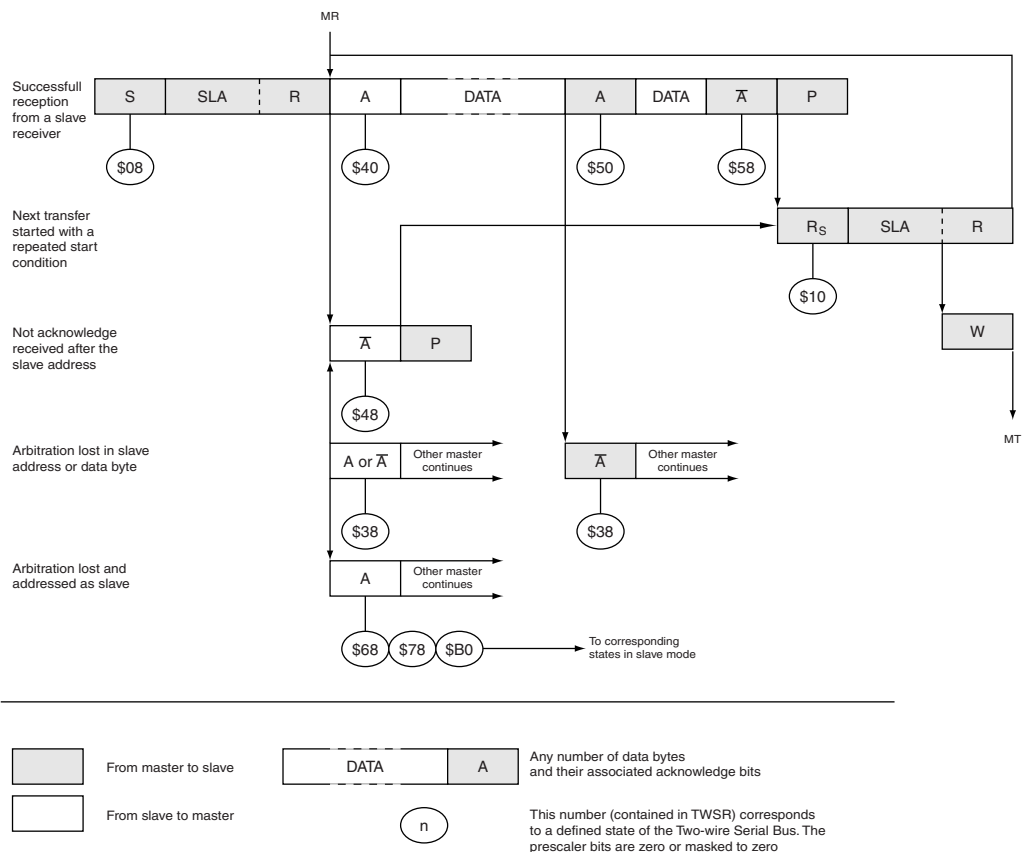 MR
Successfull
reception
from a slave
receiver
S SLA R A DATA A DATA A̅ P
$08 $40 $50 $58
Next transfer
started with a
repeated start
condition
RS SLA R
$10
Not acknowledge
received after the
slave address
A̅ P
W
$48
MT
Arbitration lost in slave
address or data byte
A or A̅ Other master
continues
A̅ Other master
continues
$38 $38
Arbitration lost and
addressed as slave
A Other master
continues
$68 $78 $B0 To corresponding
states in slave mode
From master to slave
DATA A Any number of data bytes
and their associated acknowledge bits
From slave to master
n This number (contained in TWSR) corresponds
to a defined state of the Two-wire Serial Bus. The
prescaler bits are zero or masked to zero